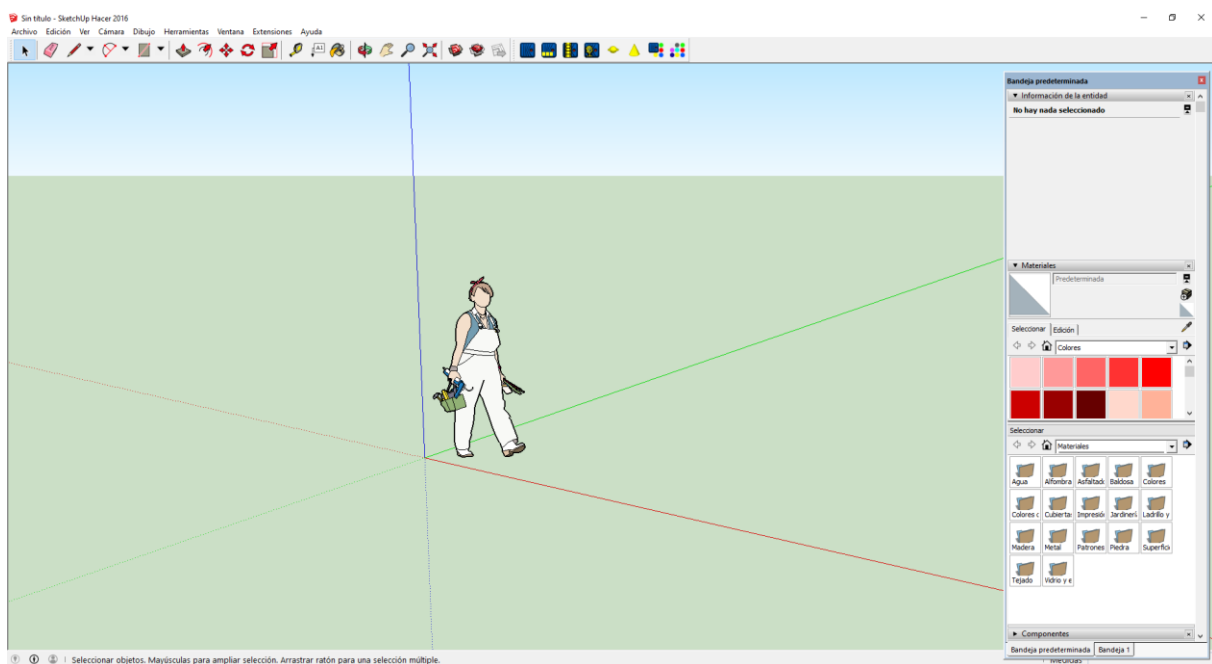 Sin título - SketchUp Hacer 2016
Archivo Edición Ver Cámara Dibujo Herramientas Ventana Extensiones Ayuda
Bandeja predeterminada
Información de la entidad
No hay nada seleccionado
Materiales
Predeterminada
Seleccionar Edición
Colores
Seleccionar
Materiales
Agua Alfombra Asfaltado Baldosa Colores
Colores c Cubierta: Impresió Jardinerí Ladrillo y
Madera Metal Patrones Piedra Superfici
Tejado Vidrio y e
Componentes
Bandeja predeterminada Bandeja 1
Seleccionar objetos. Mayúsculas para ampliar selección. Arrastrar ratón para una selección múltiple.
Medidas